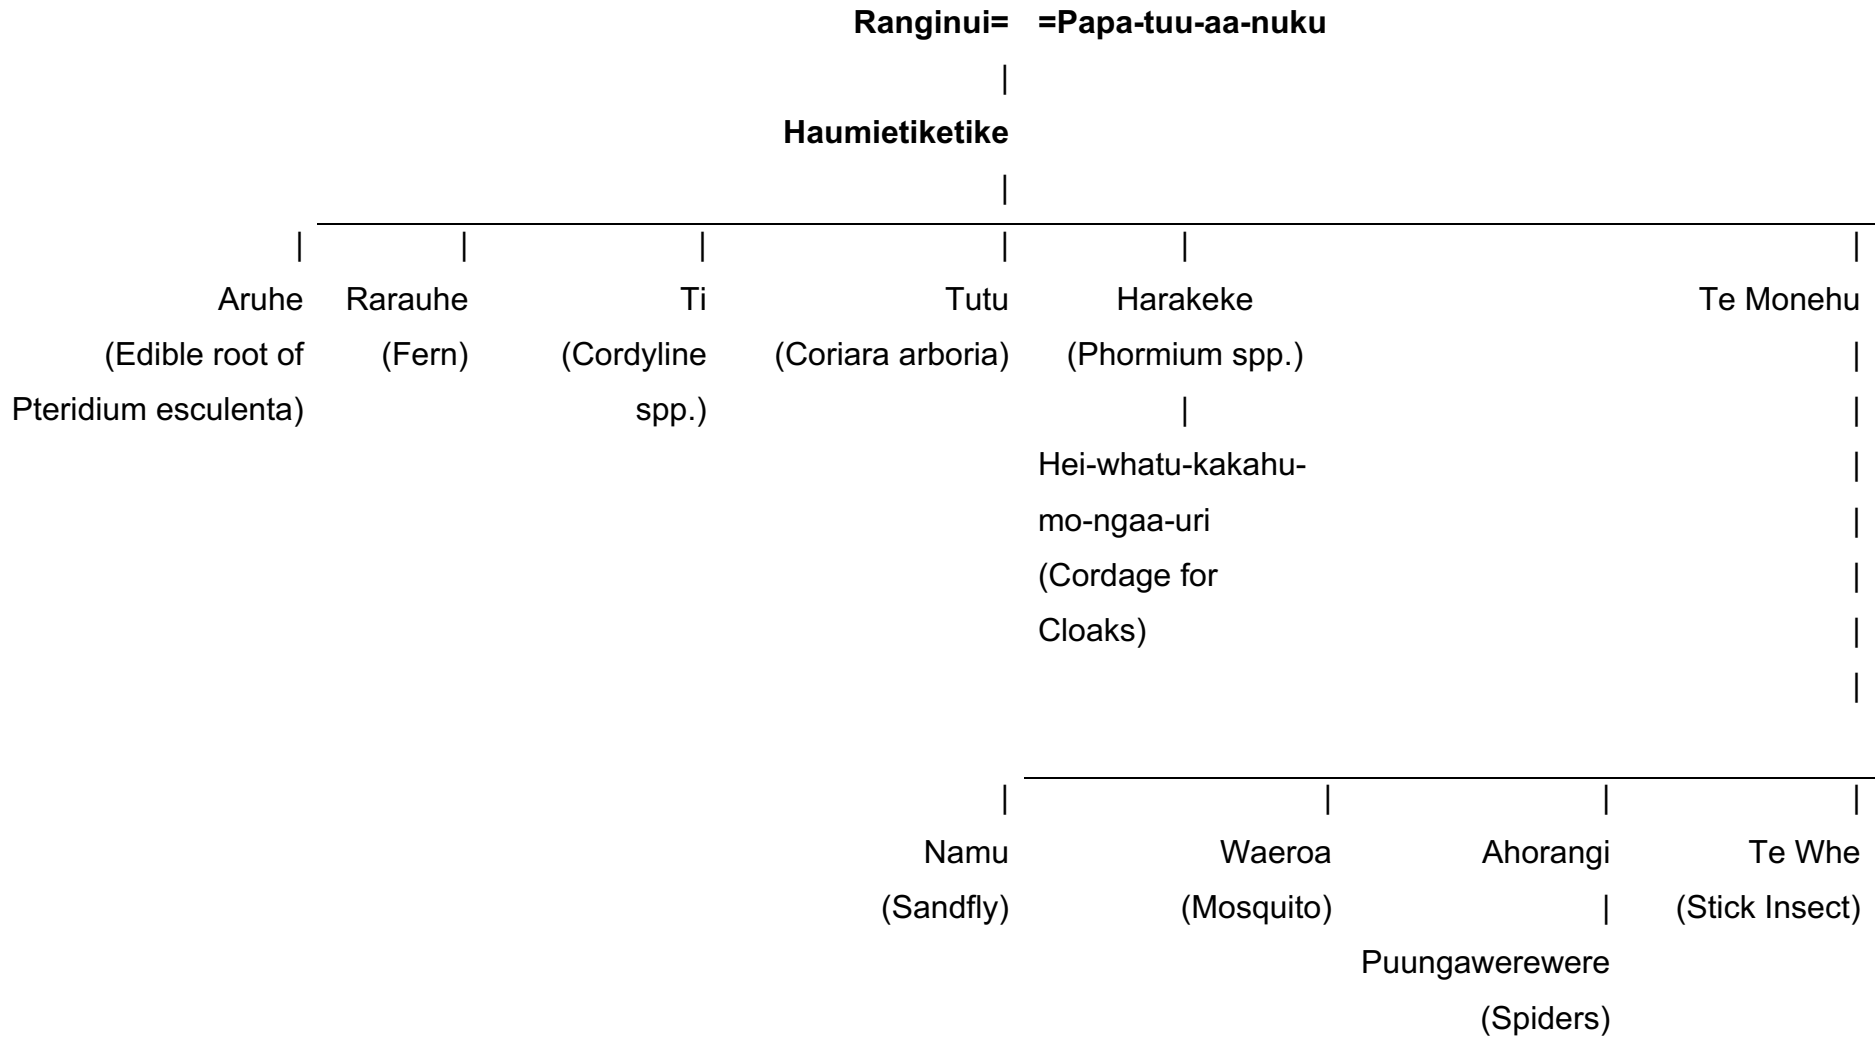 Ranginui= =Papa-tuu-aa-nuku
|
Haumietiketike
|
| | | | | |
Aruhe Rarauhe Ti Tutu Harakeke Te Monehu
(Edible root of (Fern) (Cordyline (Coriara arboria) (Phormium spp.) |
Pteridium esculenta) spp.) | |
Hei-whatu-kakahu- |
mo-ngaa-uri |
(Cordage for |
Cloaks) |
|
| | | |
Namu Waeroa Ahorangi Te Whe
(Sandfly) (Mosquito) | (Stick Insect)
Puungawerewere
(Spiders)